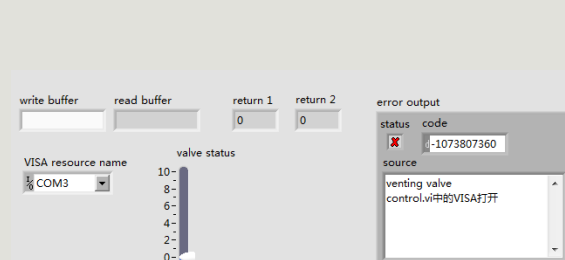 write buffer
read buffer
return 1
return 2
0
0
error output
status
code
-1073807360
source
venting valve
control.vi中的VISA打开
VISA resource name
COM3
valve status
10
8
6
4
2
0